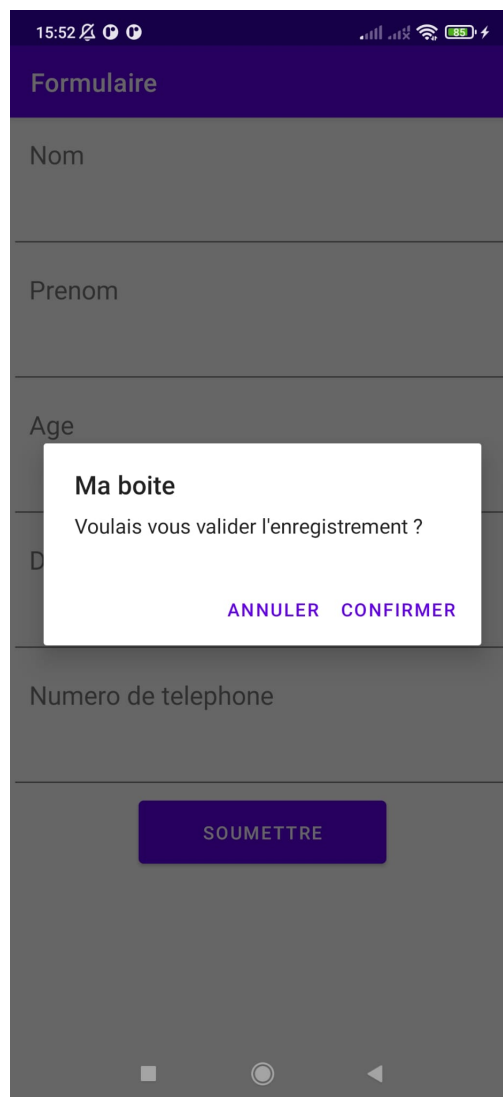 15:52
85
Formulaire
Nom
Prenom
Age
Ma boite
Voulais vous valider l'enregistrement ?
D
ANNULER CONFIRMER
Numero de telephone
SOUMETTRE